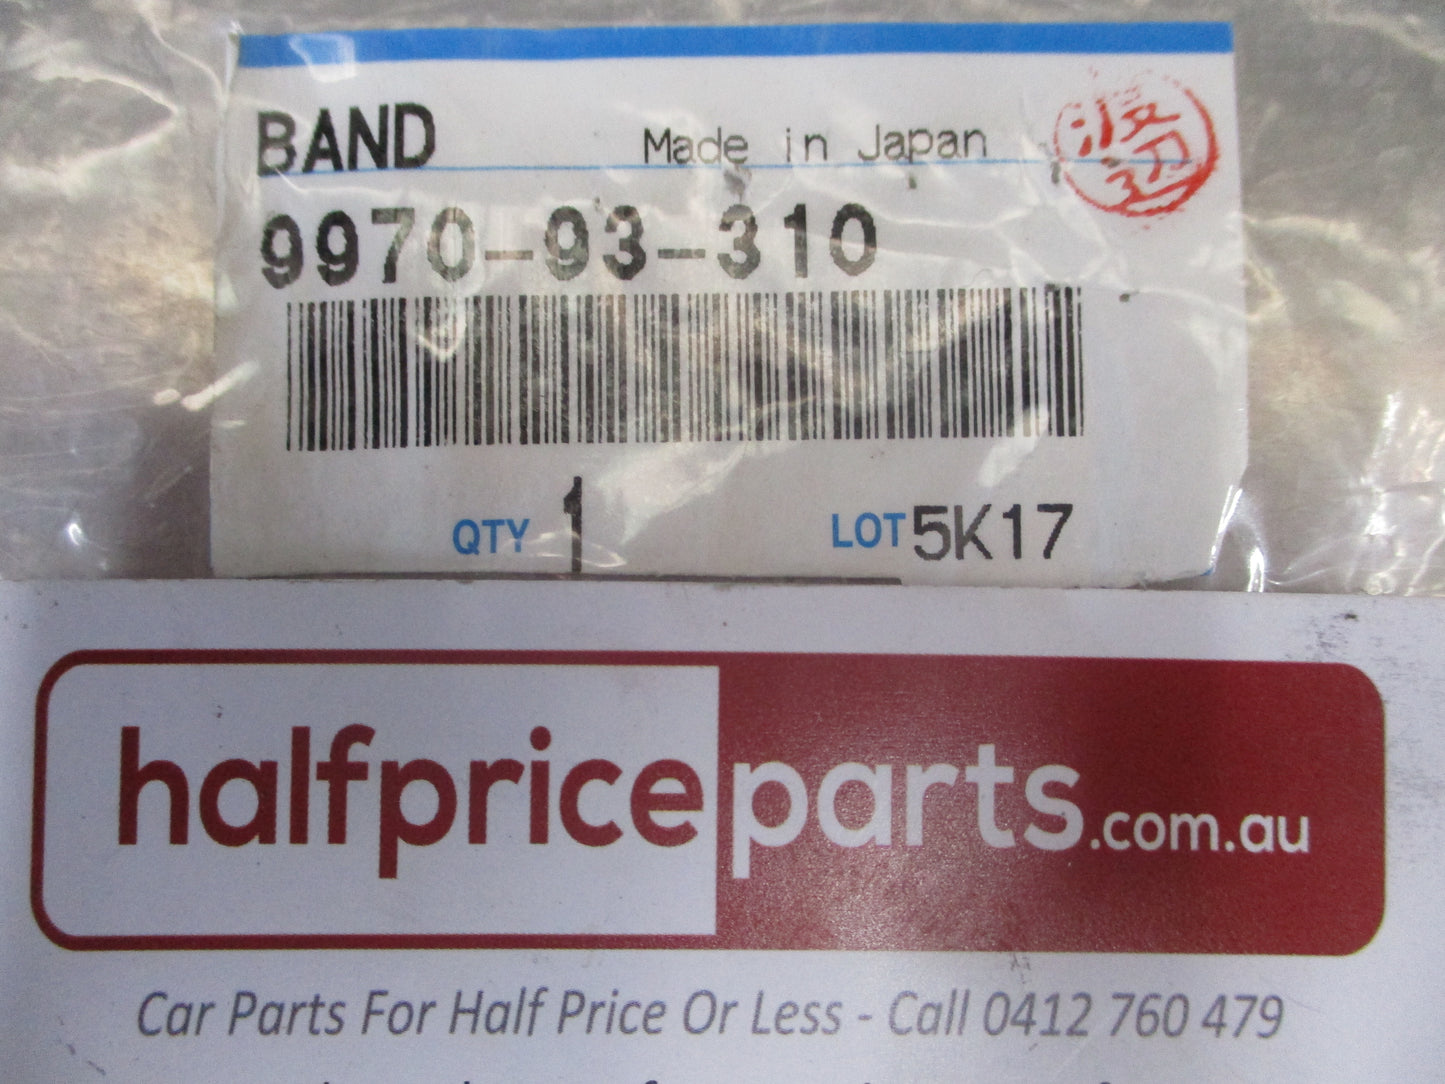 BAND Made in Japan
9970-93-310
QTY 1 LOT 5K17
halfpriceparts.com.au
Car Parts For Half Price Or Less - Call 0412 760 479